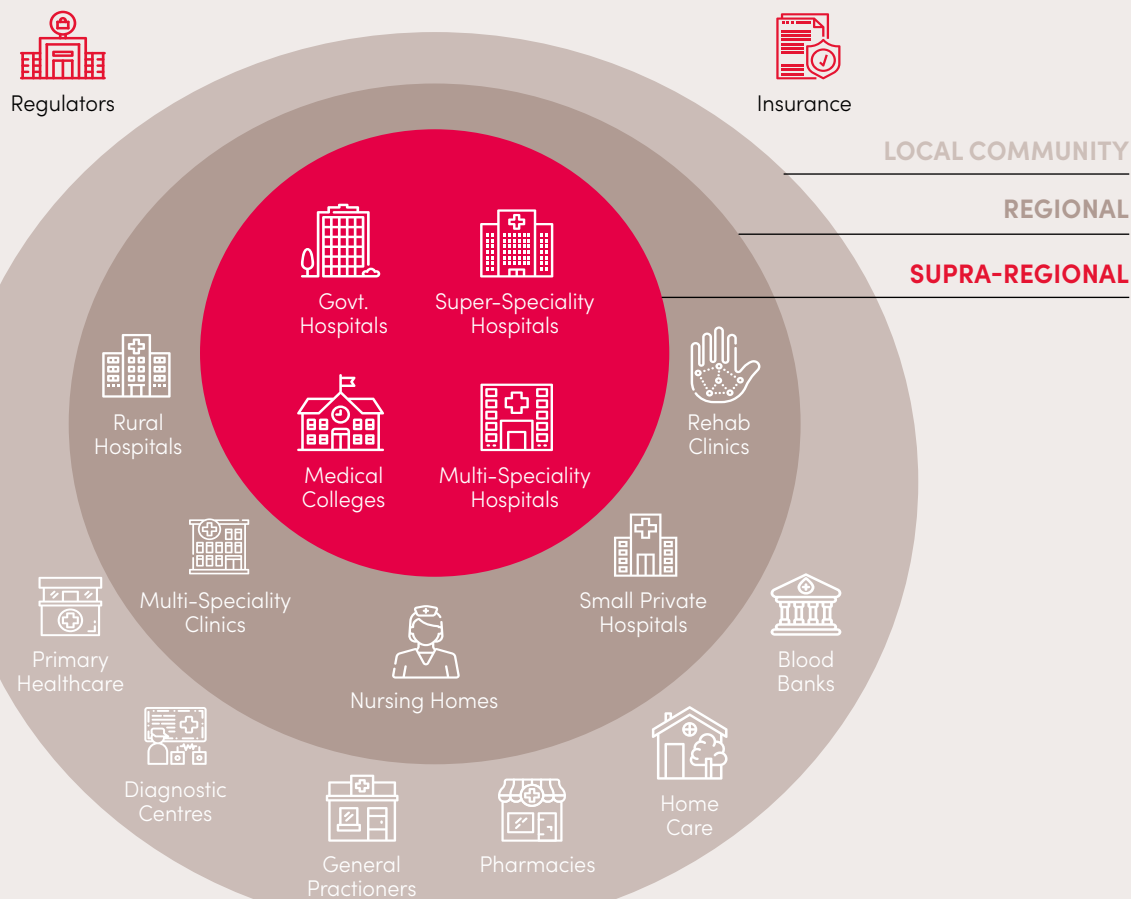 Regulators
Insurance
LOCAL COMMUNITY
REGIONAL
SUPRA-REGIONAL
Govt.
Hospitals
Super-Speciality
Hospitals
Rural
Hospitals
Rehab
Clinics
Medical
Colleges
Multi-Speciality
Hospitals
Multi-Speciality
Clinics
Small Private
Hospitals
Primary
Healthcare
Blood
Banks
Nursing Homes
Diagnostic
Centres
Home
Care
General
Practioners
Pharmacies